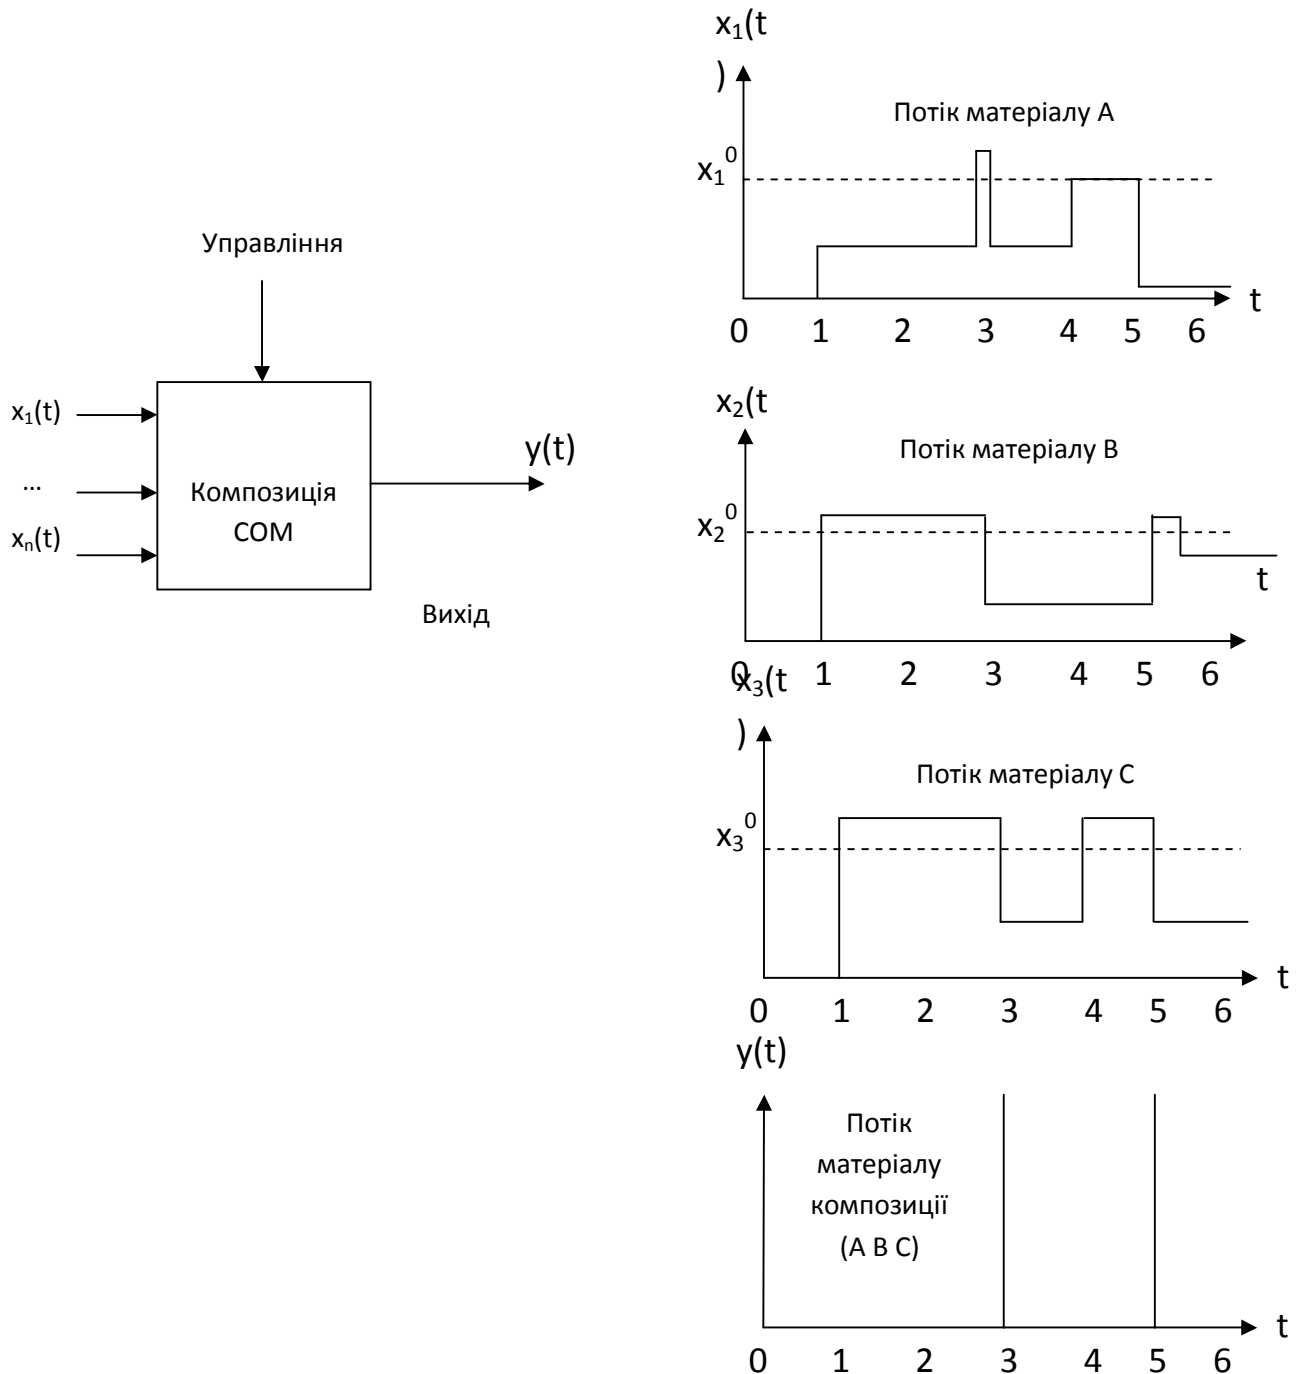 Управління
x₁(t)
...
xₙ(t)
Композиція
СОМ
y(t)
Вихід
x₁(t
)
Потік матеріалу А
x₁⁰
t
0 1 2 3 4 5 6
x₂(t
Потік матеріалу В
x₂⁰
t
0 1 2 3 4 5 6
x₃(t
)
Потік матеріалу С
x₃⁰
t
0 1 2 3 4 5 6
y(t)
Потік
матеріалу
композиції
(А В С)
t
0 1 2 3 4 5 6